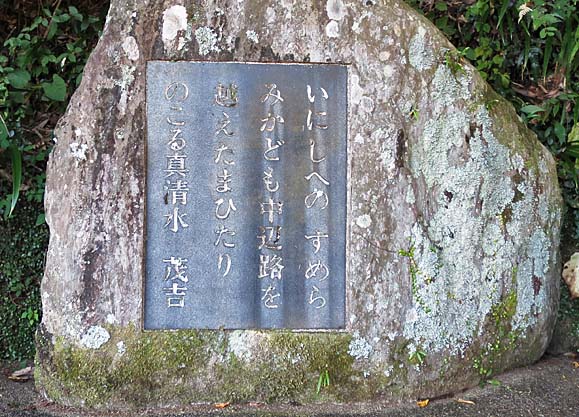 いにしへの すめら
みかども中辺路を
越えたまひたり
のこる真清水 茂吉